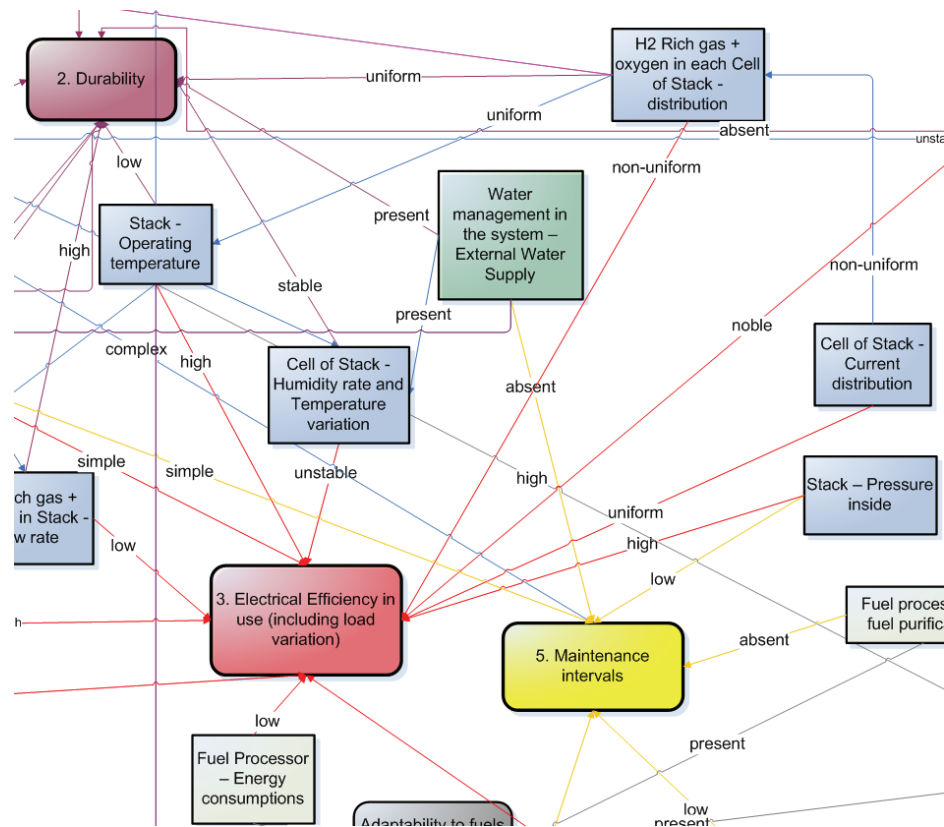 H2 Rich gas +
oxygen in each Cell
of Stack -
distribution
2. Durability
uniform
uniform
absent
low
non-uniform
Water
management in
the system –
External Water
Supply
present
Stack -
Operating
temperature
high
stable
non-uniform
present
noble
complex
high
Cell of Stack -
Humidity rate and
Temperature
variation
Cell of Stack -
Current
distribution
absent
simple
simple
unstable
high
Stack – Pressure
inside
ch gas +
in Stack -
w rate
uniform
low
high
low
3. Electrical Efficiency in
use (including load
variation)
h
Fuel proces
fuel purific
absent
5. Maintenance
intervals
low
present
Fuel Processor
– Energy
consumptions
low
present
Adaptability to fuels
unsta